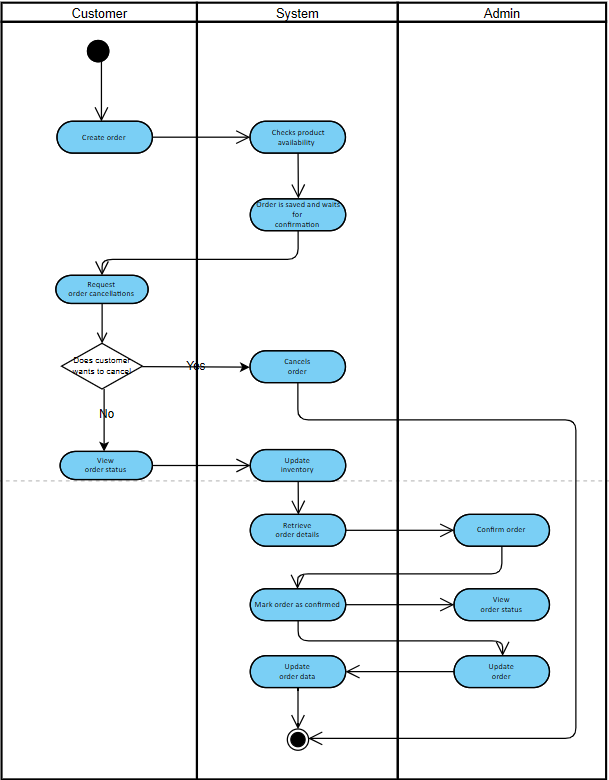 Customer
System
Admin
Create order
Checks product
availability
Order is saved and waits
for
confirmation
Request
order cancellations
Does customer
wants to cancel
Yes
Cancels
order
No
View
order status
Update
inventory
Retrieve
order details
Confirm order
Mark order as confirmed
View
order status
Update
order data
Update
order